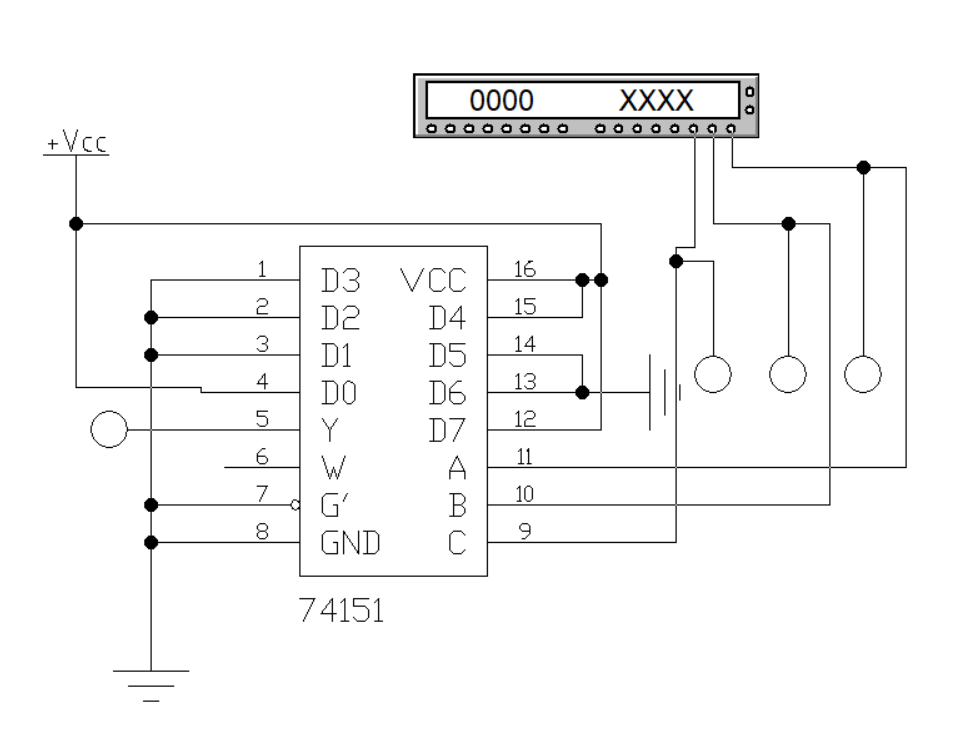 0000 XXXX
+Vcc
1 D3 VCC 16
2 D2 D4 15
3 D1 D5 14
4 D0 D6 13
5 Y D7 12
6 W A 11
7 G' B 10
8 GND C 9
74151